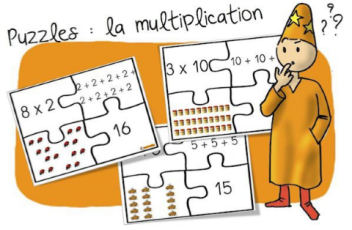 Puzzles : la multiplication
? ? ?
3 x 10
10 + 10 +
8 x 2
2 + 2 + 2 + 2 +
2 + 2 + 2 + 2
16
5 + 5 + 5
15